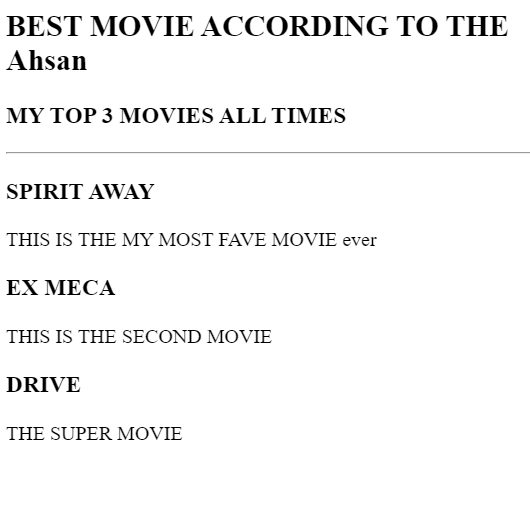 BEST MOVIE ACCORDING TO THE
Ahsan
MY TOP 3 MOVIES ALL TIMES
SPIRIT AWAY
THIS IS THE MY MOST FAVE MOVIE ever
EX MECA
THIS IS THE SECOND MOVIE
DRIVE
THE SUPER MOVIE